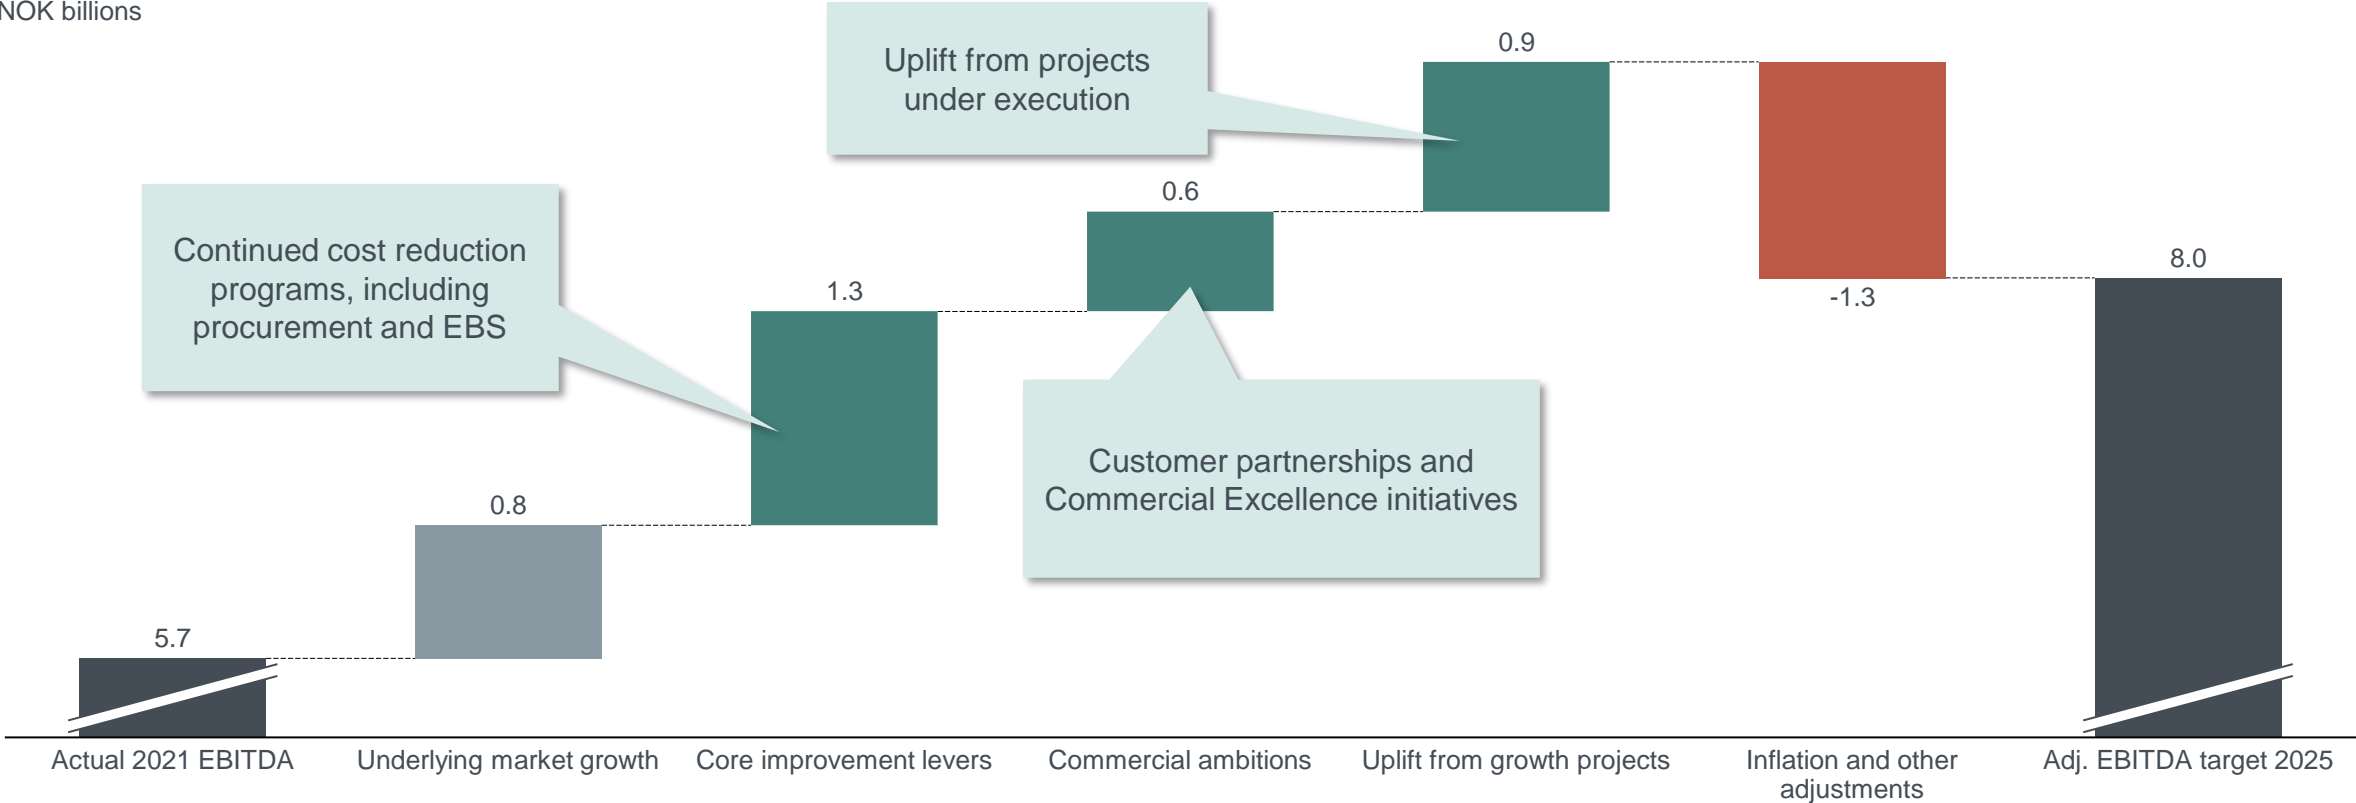 NOK billions
Uplift from projects
under execution
0.9
0.6
Continued cost reduction
programs, including
procurement and EBS
1.3
8.0
-1.3
Customer partnerships and
Commercial Excellence initiatives
0.8
5.7
Actual 2021 EBITDA
Underlying market growth
Core improvement levers
Commercial ambitions
Uplift from growth projects
Inflation and other
adjustments
Adj. EBITDA target 2025